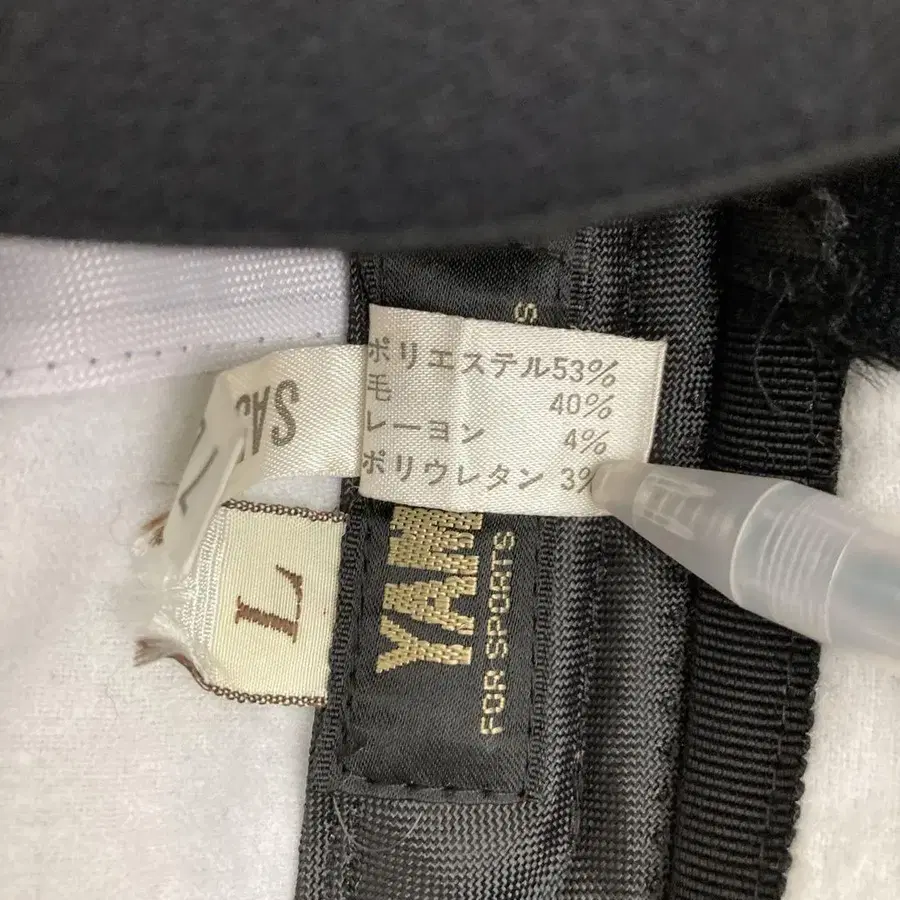 ポリエステル53%
毛 40%
レーヨン 4%
ポリウレタン 3%
L
FOR SPORTS